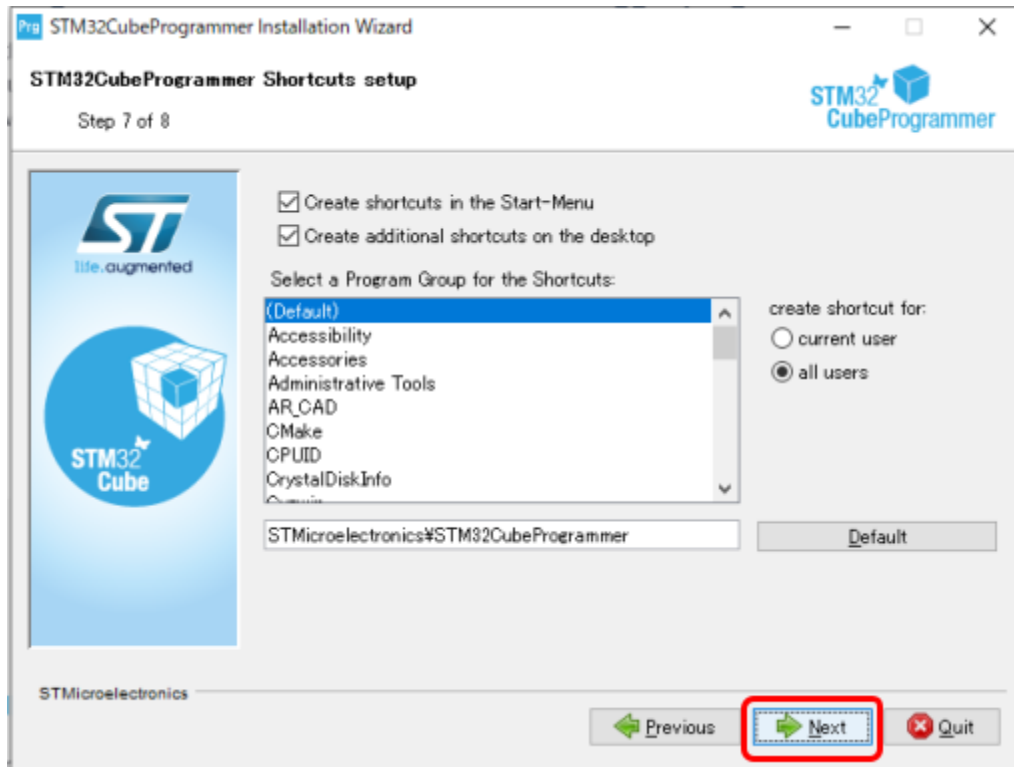 Prg STM32CubeProgrammer Installation Wizard
STM32CubeProgrammer Shortcuts setup
Step 7 of 8
STM32
CubeProgrammer
ST
life.augmented
STM32
Cube
Create shortcuts in the Start-Menu
Create additional shortcuts on the desktop
Select a Program Group for the Shortcuts:
(Default)
Accessibility
Accessories
Administrative Tools
AR_CAD
CMake
CPUID
CrystalDiskInfo
create shortcut for:
current user
all users
STMicroelectronics¥STM32CubeProgrammer
Default
STMicroelectronics
Previous
Next
Quit